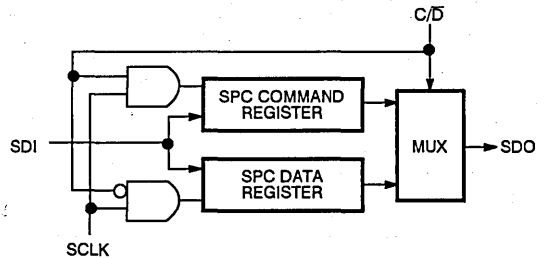 C/D̅
SPC COMMAND
REGISTER
SDI
MUX
SDO
SPC DATA
REGISTER
SCLK